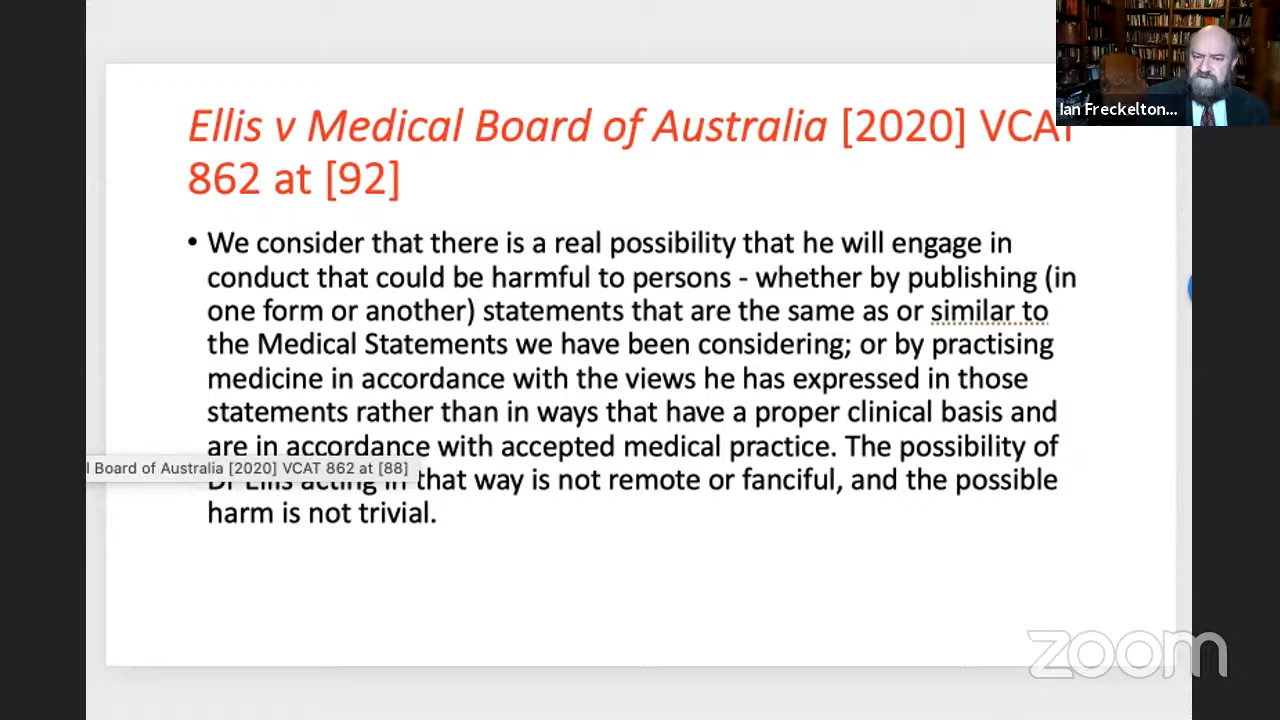 Ellis v Medical Board of Australia [2020] VCAT
862 at [92]
Ian Freckelton...
• We consider that there is a real possibility that he will engage in
conduct that could be harmful to persons - whether by publishing (in
one form or another) statements that are the same as or similar to
the Medical Statements we have been considering; or by practising
medicine in accordance with the views he has expressed in those
statements rather than in ways that have a proper clinical basis and
are in accordance with accepted medical practice. The possibility of
l Board of Australia [2020] VCAT 862 at [88]
Dr Ellis acting in that way is not remote or fanciful, and the possible
harm is not trivial.
zoom